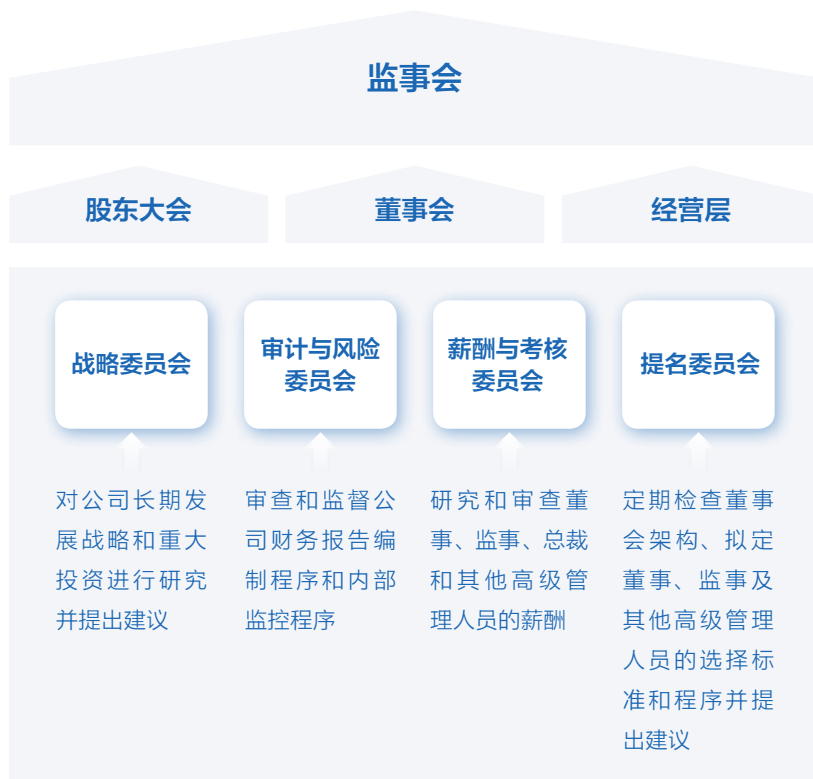 监事会
股东大会
董事会
经营层
战略委员会
审计与风险
委员会
薪酬与考核
委员会
提名委员会
对公司长期发
展战略和重大
投资进行研究
并提出建议
审查和监督公
司财务报告编
制程序和内部
监控程序
研究和审查董
事、监事、总裁
和其他高级管
理人员的薪酬
定期检查董事
会架构、拟定
董事、监事及
其他高级管理
人员的选择标
准和程序并提
出建议